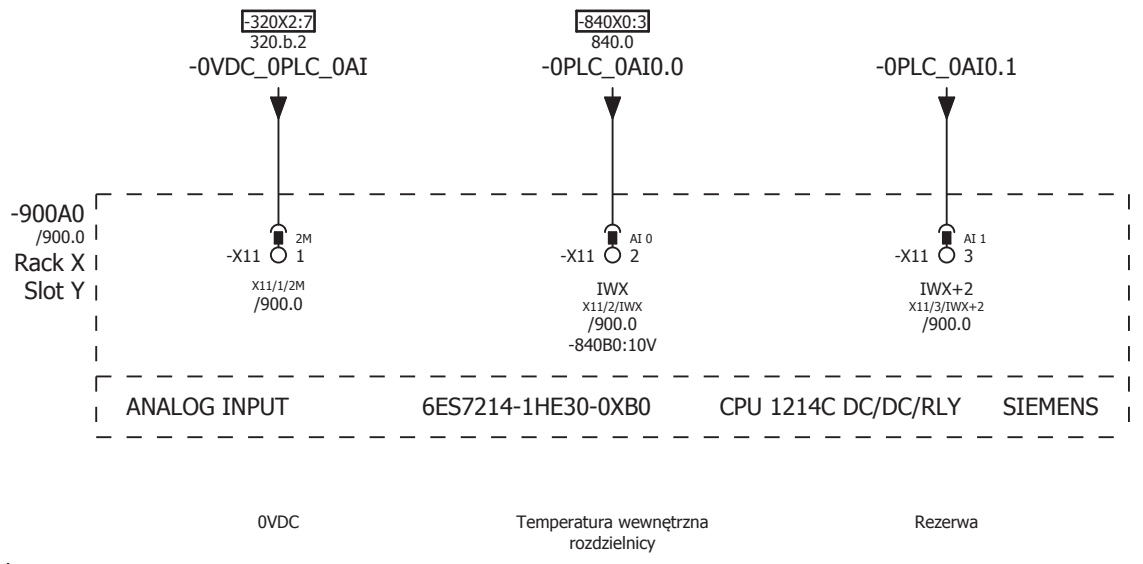 -320X2:7
320.b.2
-0VDC_0PLC_0AI
-840X0:3
840.0
-0PLC_0AI0.0
-0PLC_0AI0.1
-900A0
/900.0
Rack X
Slot Y
2M
-X11 1
X11/1/2M
/900.0
AI 0
-X11 2
IWX
X11/2/IWX
/900.0
-840B0:10V
AI 1
-X11 3
IWX+2
X11/3/IWX+2
/900.0
ANALOG INPUT 6ES7214-1HE30-0XB0 CPU 1214C DC/DC/RLY SIEMENS
0VDC
Temperatura wewnętrzna
rozdzielnicy
Rezerwa